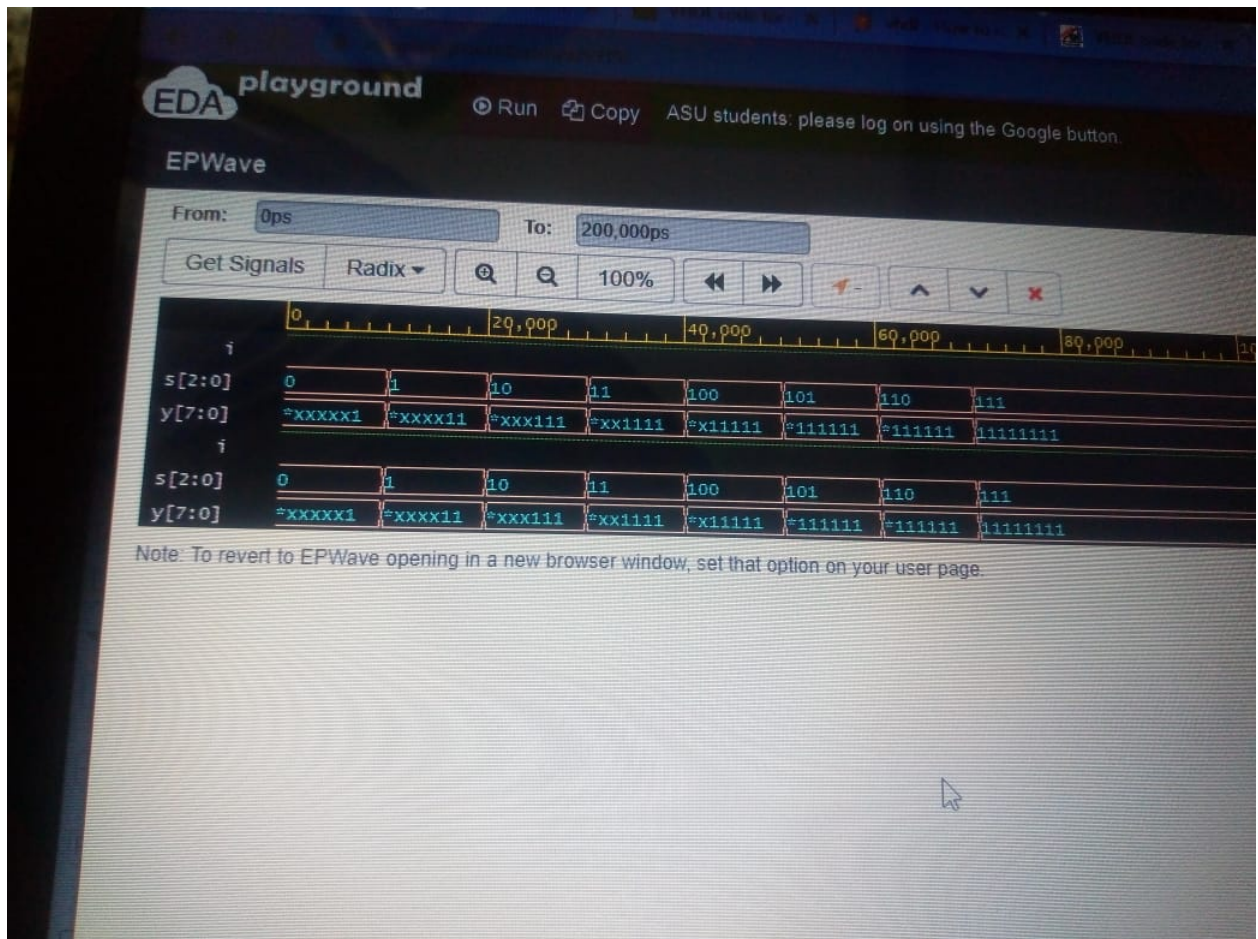 EDA playground
Run Copy ASU students: please log on using the Google button.
EPWave
From: 0ps To: 200,000ps
Get Signals Radix 100% -
0 20,000 40,000 60,000 80,000 10
i
s[2:0] 0 1 10 11 100 101 110 111
y[7:0] *xxxxx1 *xxxx11 *xxx111 *xx1111 *x11111 *111111 *111111 11111111
i
s[2:0] 0 1 10 11 100 101 110 111
y[7:0] *xxxxx1 *xxxx11 *xxx111 *xx1111 *x11111 *111111 *111111 11111111
Note: To revert to EPWave opening in a new browser window, set that option on your user page.